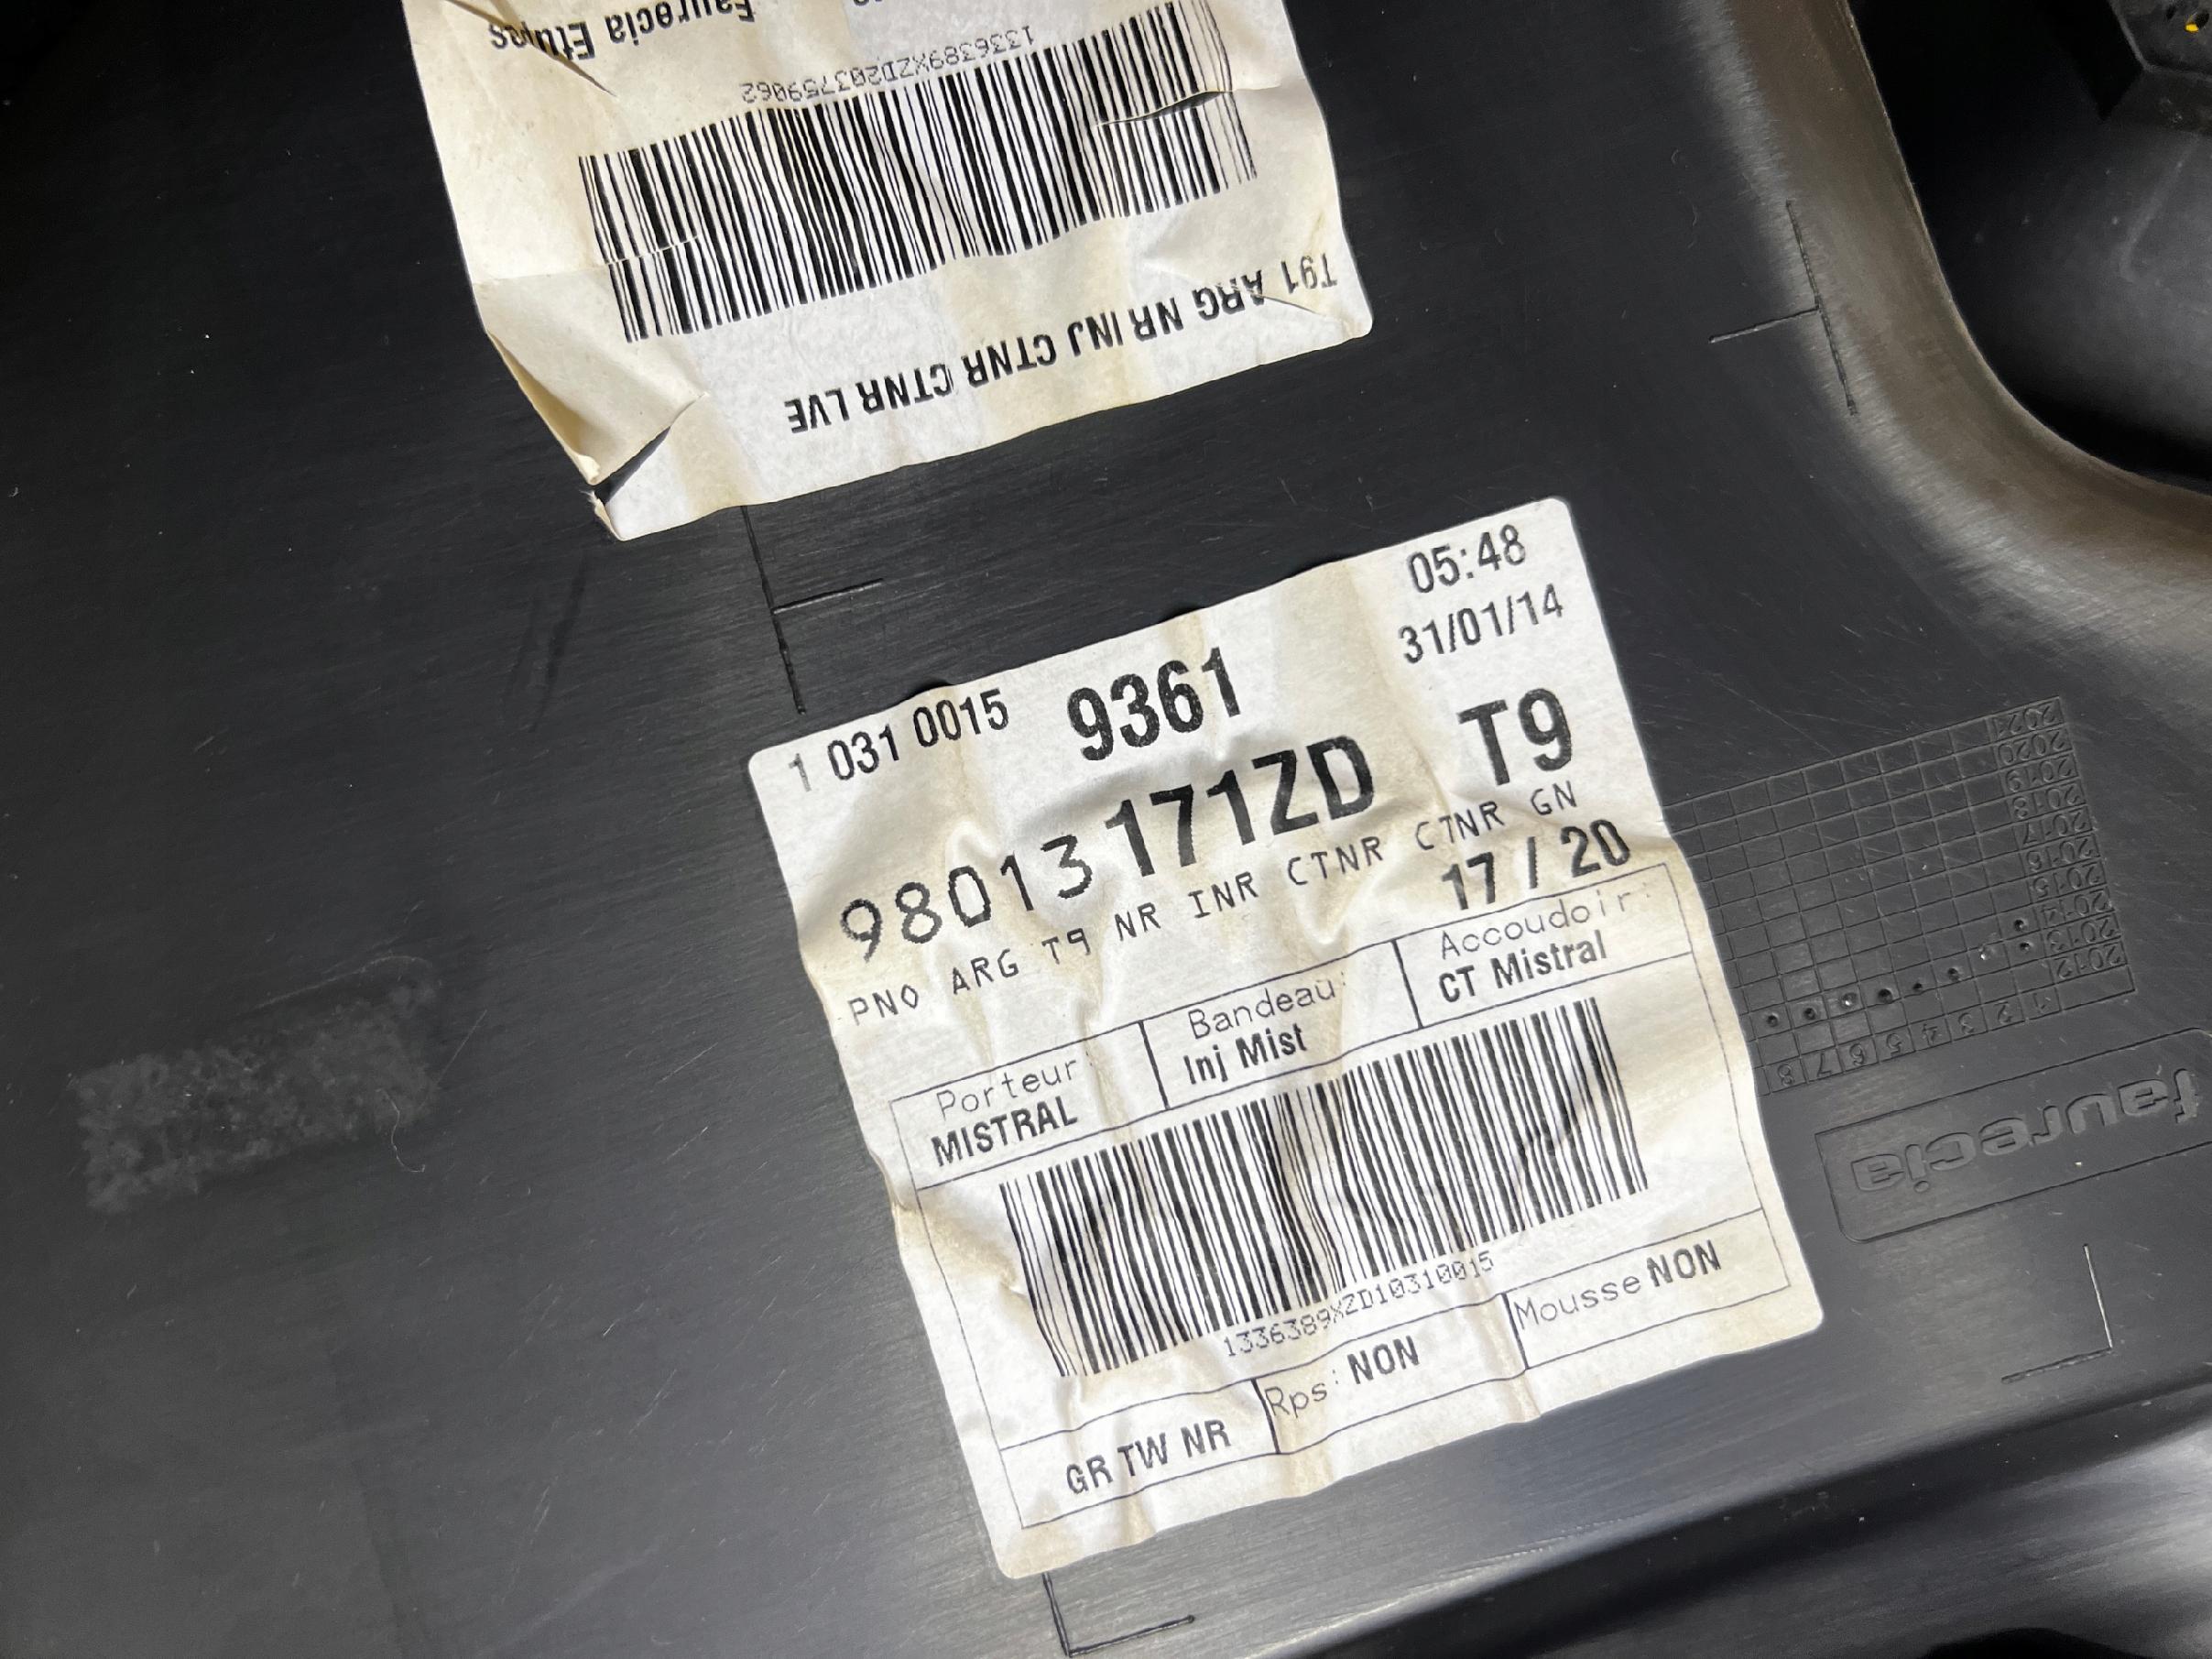 Faurecia Etupes
1336389XZD203759062
T91 ARG NR INJ CTNR CTNR LVE
05:48
31/01/14
1 031 0015 9361
98013171ZD T9
PNO ARG T9 NR INR CTNR CTNR GN
17 / 20
Porteur
MISTRAL
Bandeau:
Inj Mist
Accoudoir:
CT Mistral
1336389XZD10310015
GR TW NR
Rps: NON
Mousse NON
2021
2020
2019
2018
2017
2016
2015
2014
2013
2012
1 2 3 4 5 6 7 8
faurecia